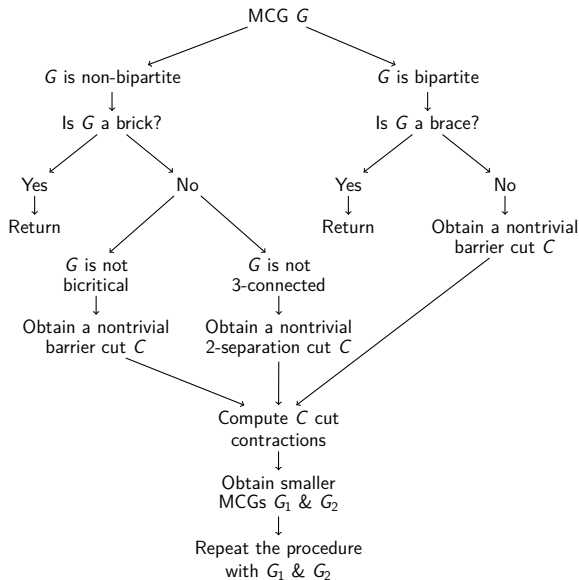 MCG G
G is non-bipartite
G is bipartite
Is G a brick?
Is G a brace?
Yes
No
Yes
No
Return
Return
Obtain a nontrivial
barrier cut C
G is not
bicritical
G is not
3-connected
Obtain a nontrivial
barrier cut C
Obtain a nontrivial
2-separation cut C
Compute C cut
contractions
Obtain smaller
MCGs G₁ & G₂
Repeat the procedure
with G₁ & G₂